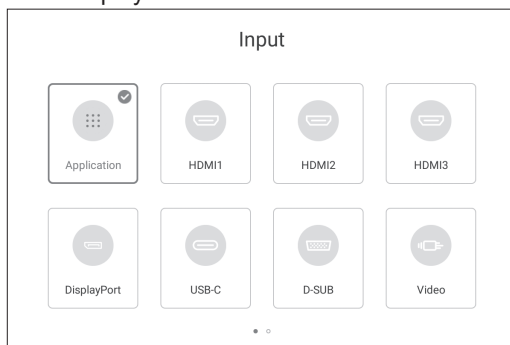 Input
Application HDMI1 HDMI2 HDMI3
DisplayPort USB-C D-SUB Video